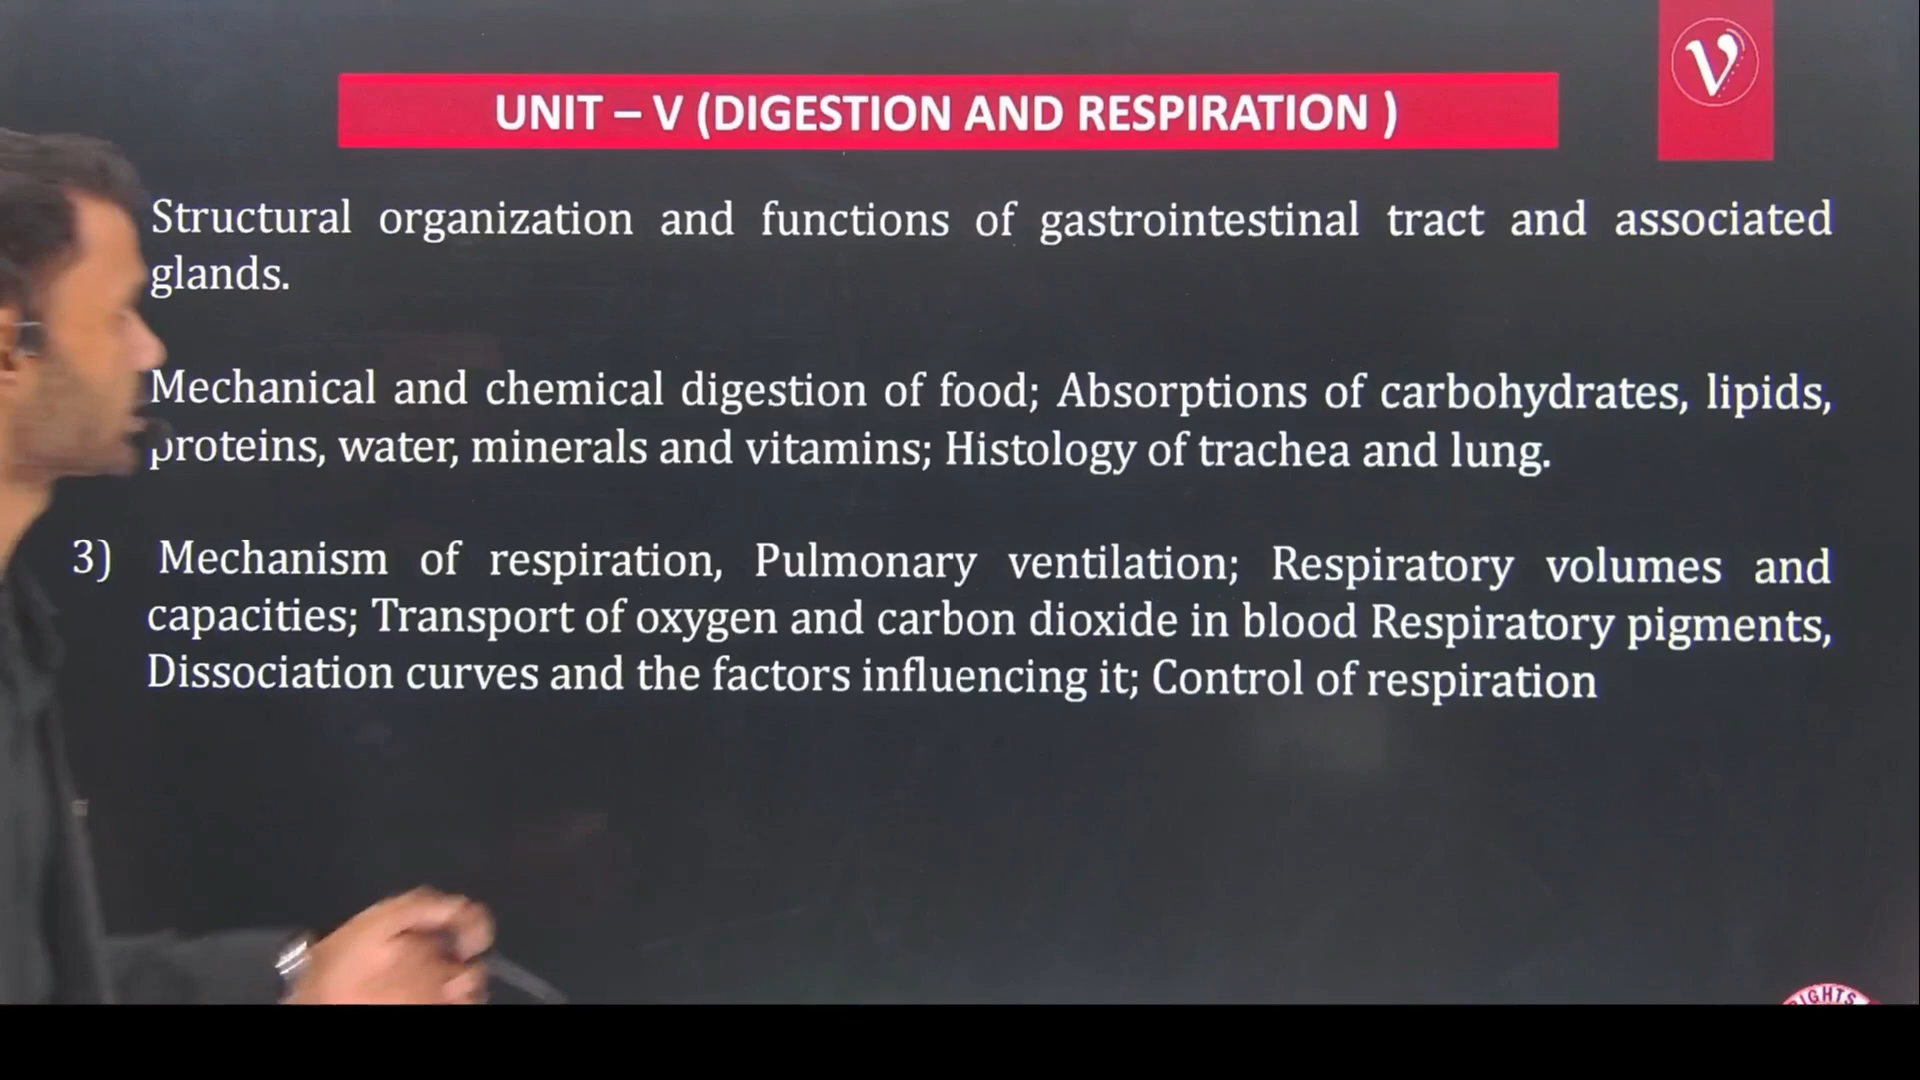 V
UNIT – V (DIGESTION AND RESPIRATION )
Structural organization and functions of gastrointestinal tract and associated
glands.
Mechanical and chemical digestion of food; Absorptions of carbohydrates, lipids,
proteins, water, minerals and vitamins; Histology of trachea and lung.
3) Mechanism of respiration, Pulmonary ventilation; Respiratory volumes and
capacities; Transport of oxygen and carbon dioxide in blood Respiratory pigments,
Dissociation curves and the factors influencing it; Control of respiration